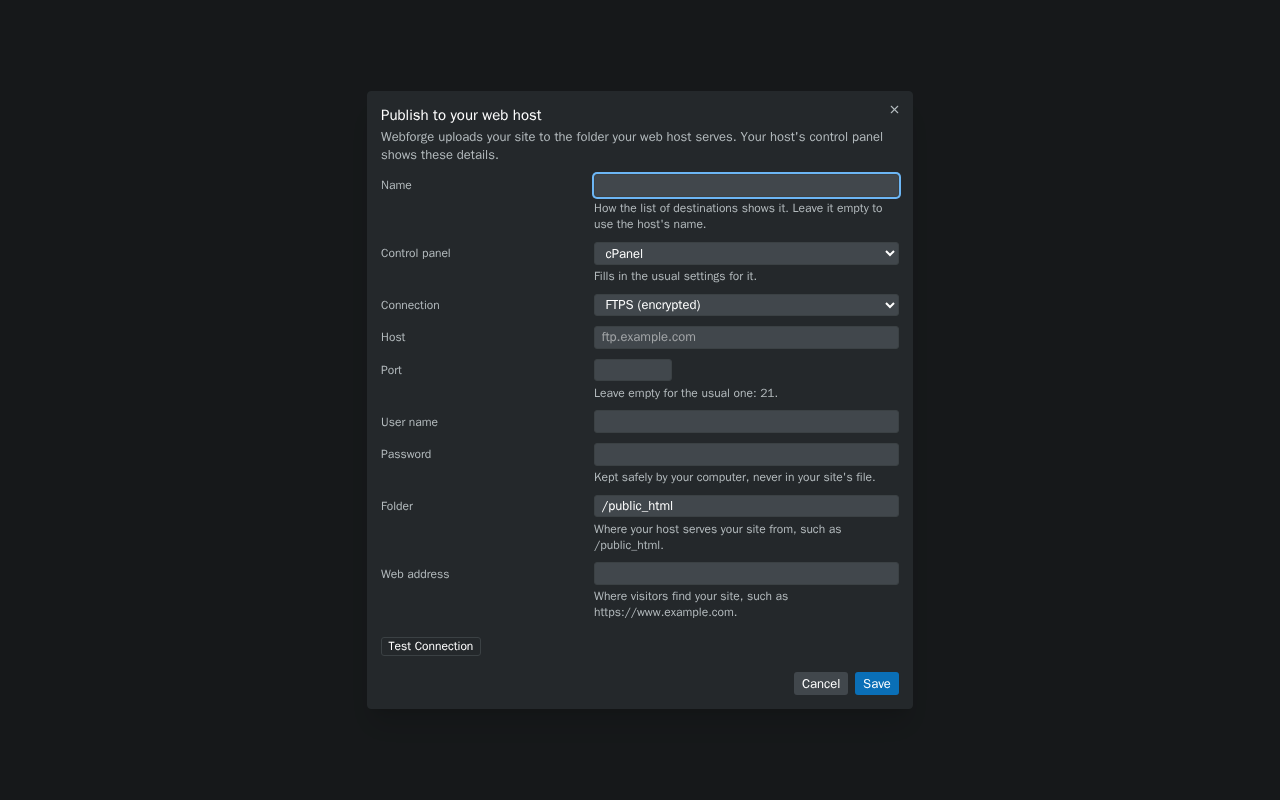 Publish to your web host
×
Webforge uploads your site to the folder your web host serves. Your host's control panel
shows these details.
Name
How the list of destinations shows it. Leave it empty to
use the host's name.
Control panel
cPanel
Fills in the usual settings for it.
Connection
FTPS (encrypted)
Host
ftp.example.com
Port
Leave empty for the usual one: 21.
User name
Password
Kept safely by your computer, never in your site's file.
Folder
/public_html
Where your host serves your site from, such as
/public_html.
Web address
Where visitors find your site, such as
https://www.example.com.
Test Connection
Cancel
Save